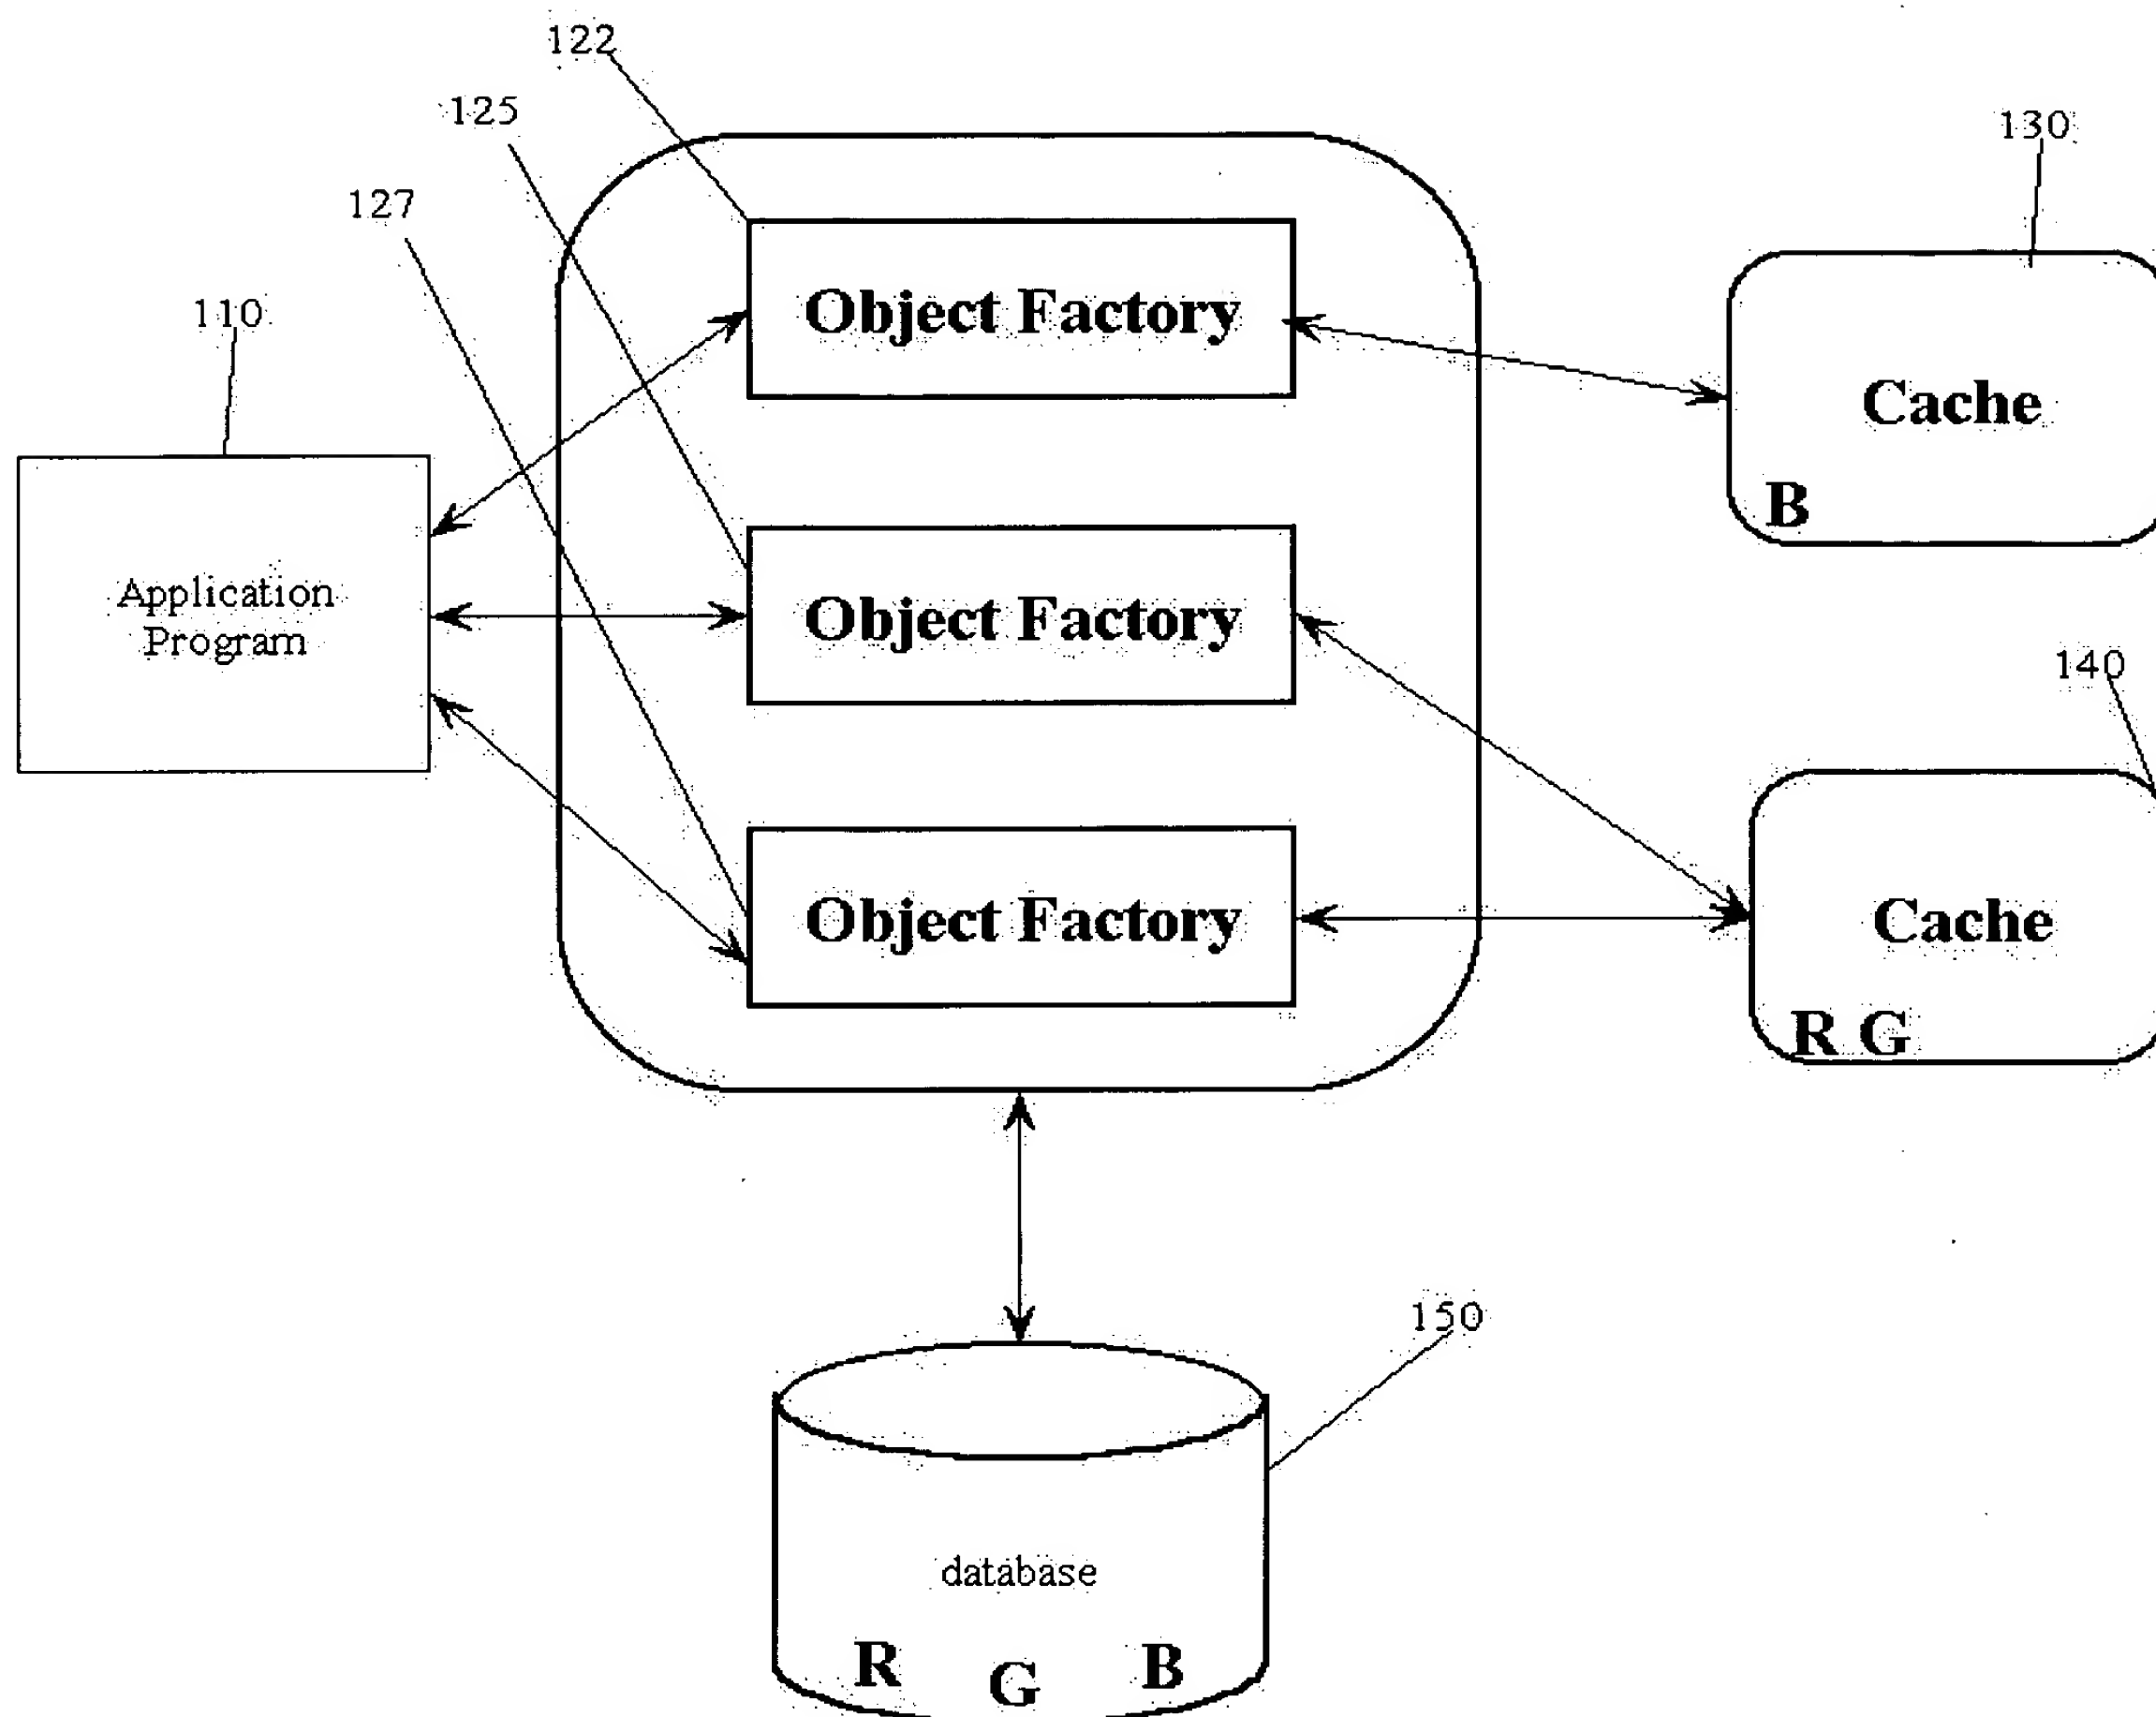 122
125
130
127
110
Object Factory
Cache
B
Application
Program
Object Factory
140
Object Factory
Cache
R G
150
database
R G B